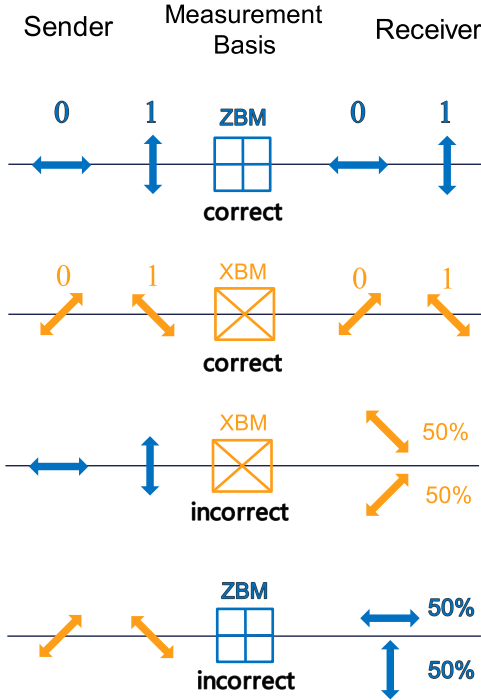 Sender
Measurement
Basis
Receiver
0 1 ZBM 0 1
correct
0 1 XBM 0 1
correct
XBM
50%
50%
incorrect
ZBM
50%
50%
incorrect